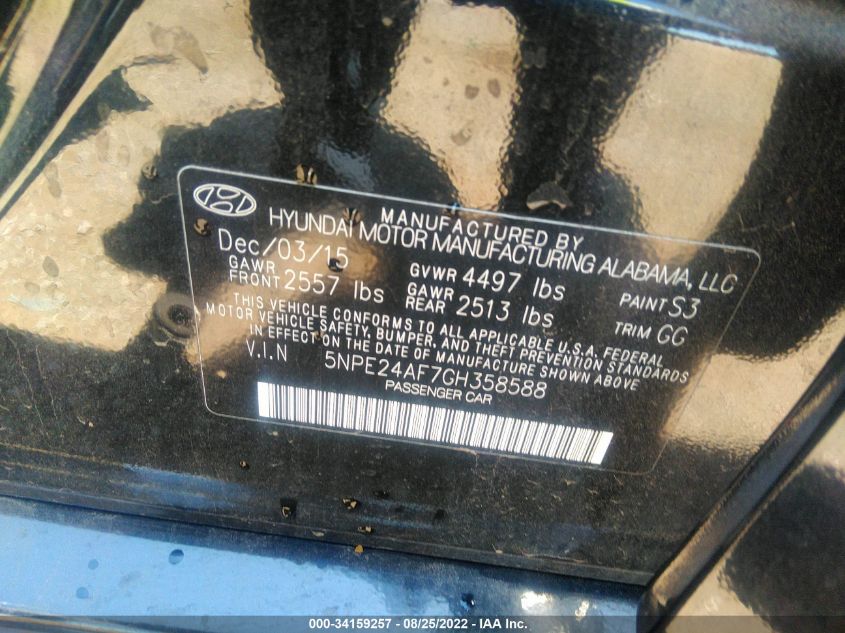 MANUFACTURED BY
HYUNDAI MOTOR MANUFACTURING ALABAMA, LLC
Dec/03/15 GVWR 4497 lbs PAINT S3
GAWR FRONT 2557 lbs GAWR REAR 2513 lbs TRIM GG
THIS VEHICLE CONFORMS TO ALL APPLICABLE U.S.A. FEDERAL
MOTOR VEHICLE SAFETY, BUMPER, AND THEFT PREVENTION STANDARDS
IN EFFECT ON THE DATE OF MANUFACTURE SHOWN ABOVE
V.I.N 5NPE24AF7GH358588
PASSENGER CAR
000-34159257 - 08/25/2022 - IAA Inc.